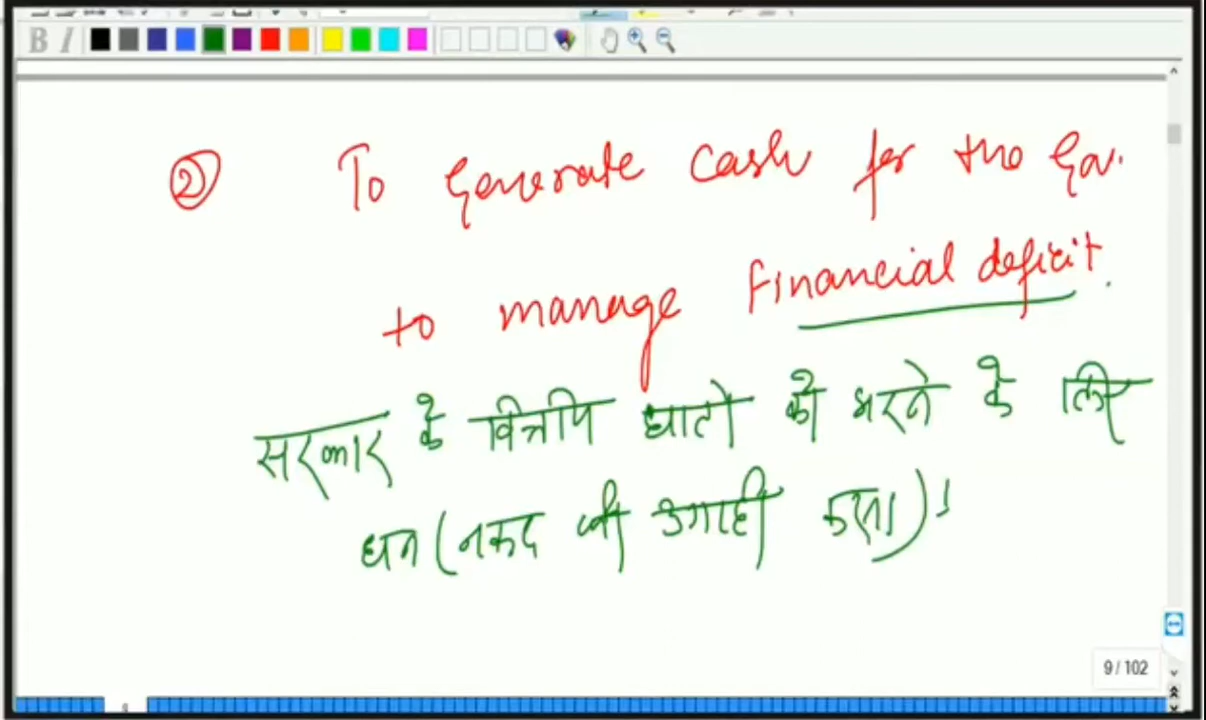 B I
② To Generate Cash for the Gov.
to manage Financial deficit.
सरकार के वित्तीय घाटो को भरने के लिए
धन (नकद की उगाही करना)।
9 / 102